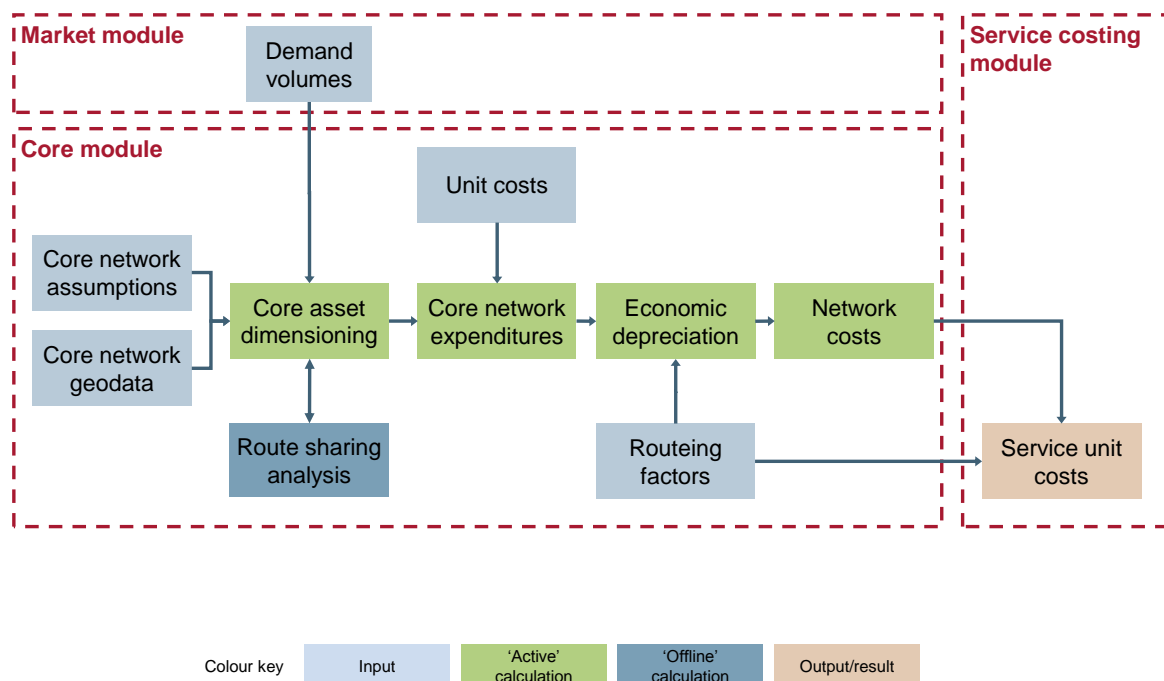 Market module
Demand
volumes
Service costing
module
Core module
Unit costs
Core network
assumptions
Core network
geodata
Core asset
dimensioning
Core network
expenditures
Economic
depreciation
Network
costs
Route sharing
analysis
Routeing
factors
Service unit
costs
Colour key
Input
‘Active’
calculation
‘Offline’
calculation
Output/result